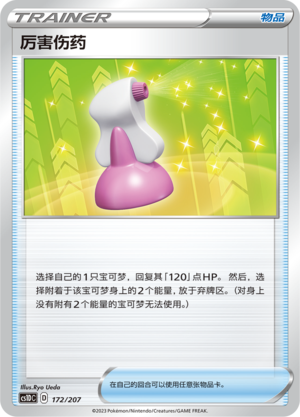 TRAINER 物品
厉害伤药
选择自己的1只宝可梦,回复其「120」点HP。然后,选
择附着于该宝可梦身上的2个能量,放于弃牌区。(对身上
没有附有2个能量的宝可梦无法使用。)
Illus.Ryo Ueda
在自己的回合可以使用任意张物品卡。
CS1DC D 172/207
©2023 Pokémon/Nintendo/Creatures/GAME FREAK.